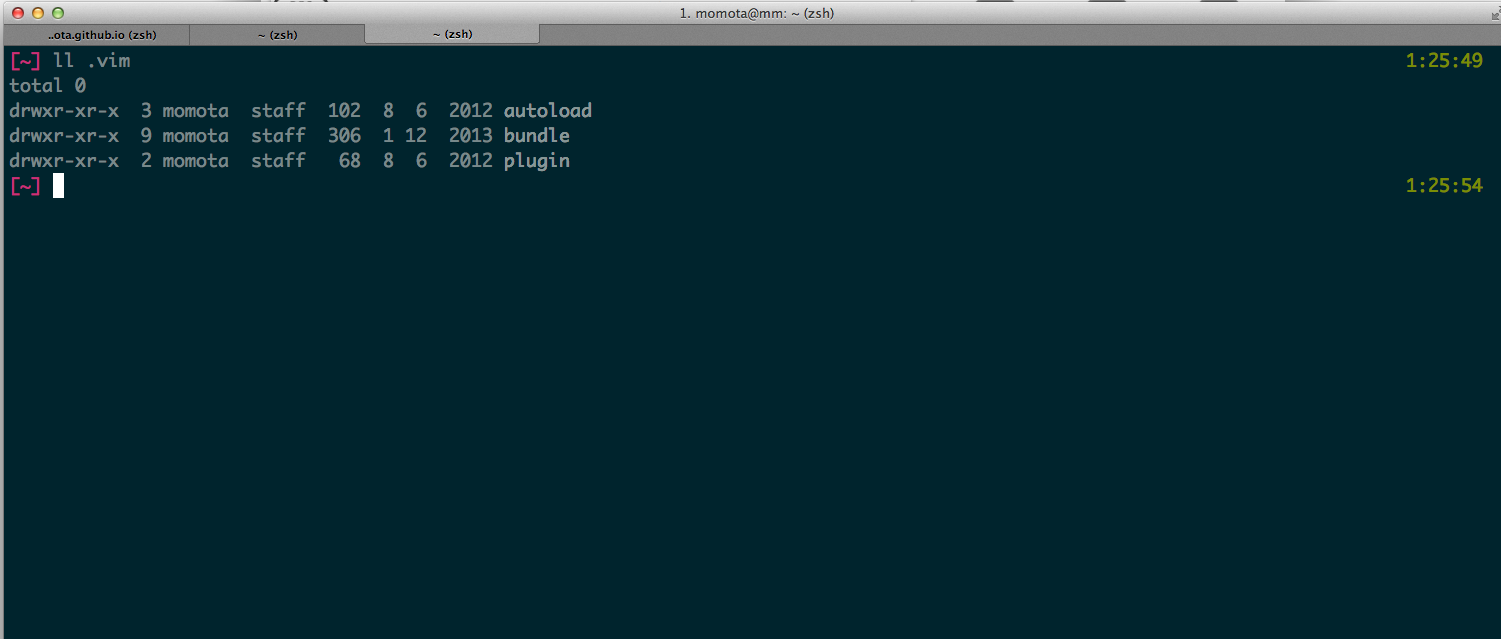 1. momota@mm: ~ (zsh)
..ota.github.io (zsh) ~ (zsh) ~ (zsh)
[~] ll .vim 1:25:49
total 0
drwxr-xr-x  3 momota  staff  102  8  6  2012 autoload
drwxr-xr-x  9 momota  staff  306  1 12  2013 bundle
drwxr-xr-x  2 momota  staff   68  8  6  2012 plugin
[~] 1:25:54